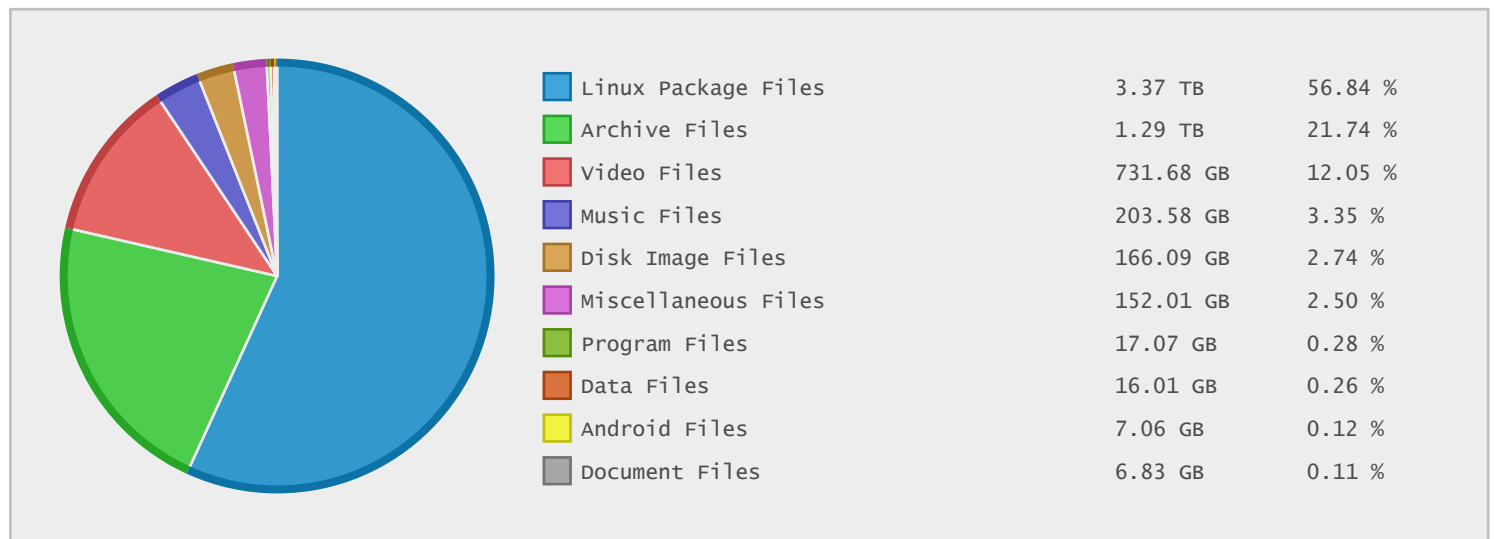 Linux Package Files 3.37 TB 56.84 %
Archive Files 1.29 TB 21.74 %
Video Files 731.68 GB 12.05 %
Music Files 203.58 GB 3.35 %
Disk Image Files 166.09 GB 2.74 %
Miscellaneous Files 152.01 GB 2.50 %
Program Files 17.07 GB 0.28 %
Data Files 16.01 GB 0.26 %
Android Files 7.06 GB 0.12 %
Document Files 6.83 GB 0.11 %